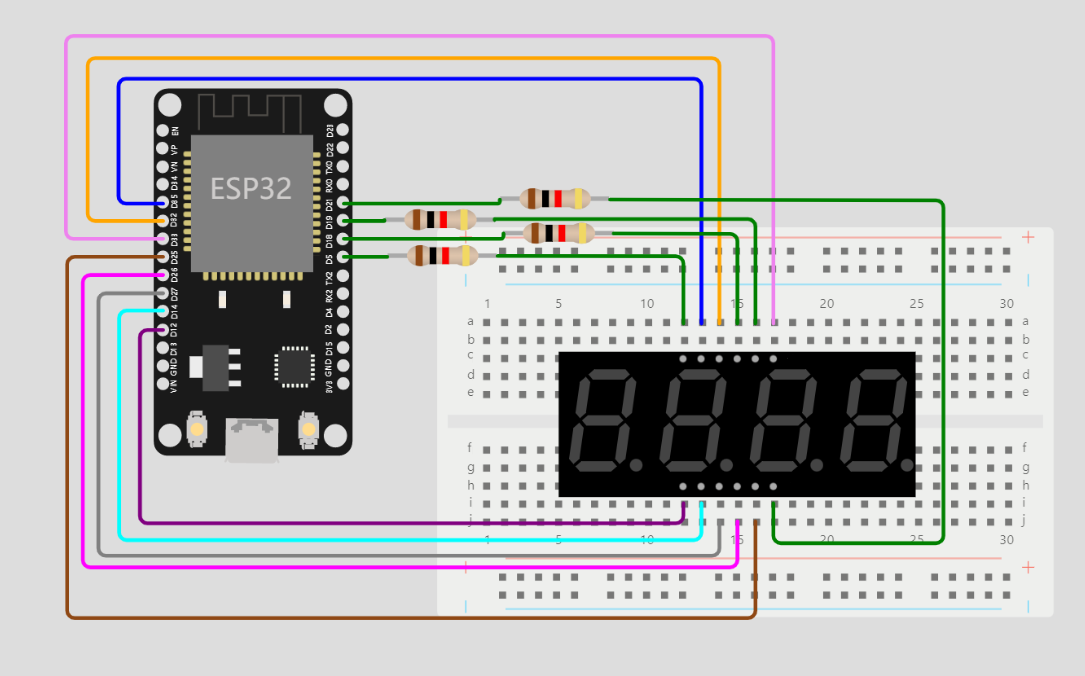 ESP32
EN
VP
VN
D34
D35
D32
D33
D25
D26
D27
D14
D12
D13
GND
VIN
D23
D22
TX0
RX0
D21
D19
D18
D5
TX2
RX2
D4
D2
D15
GND
3V3
+ +
| |
1 5 10 15 20 25 30
a a
b b
c c
d d
e e
f f
g g
h h
i i
j j
1 5 10 15 20 25 30
+ +
| |